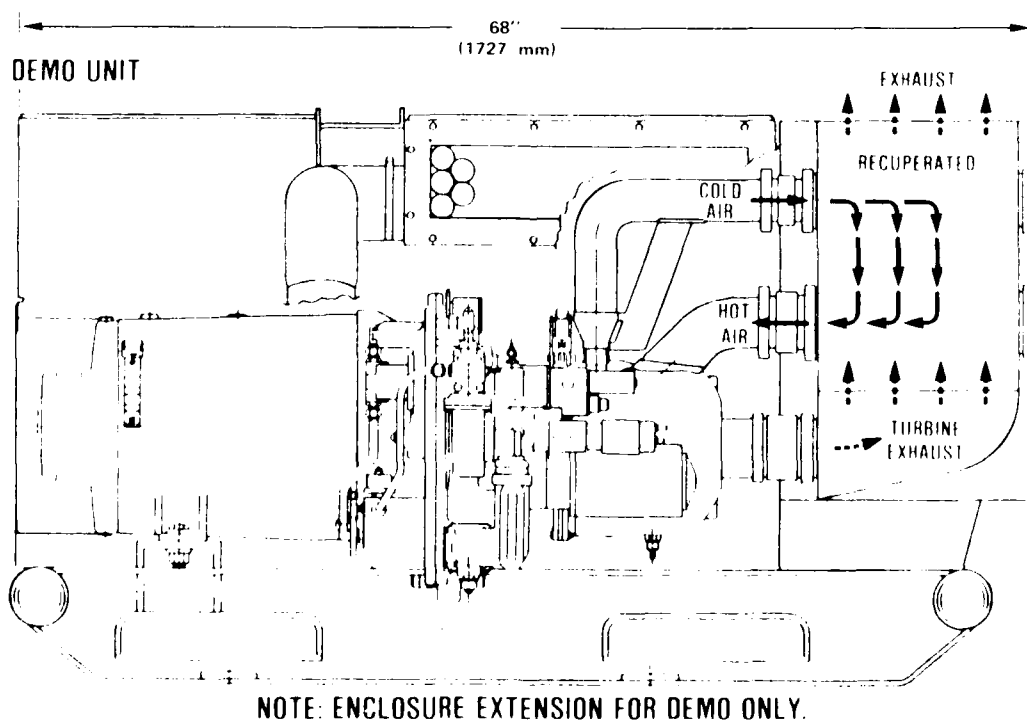 68''
(1727 mm)
DEMO UNIT
EXHAUST
RECUPERATED
COLD
AIR
HOT
AIR
TURBINE
EXHAUST
NOTE: ENCLOSURE EXTENSION FOR DEMO ONLY.